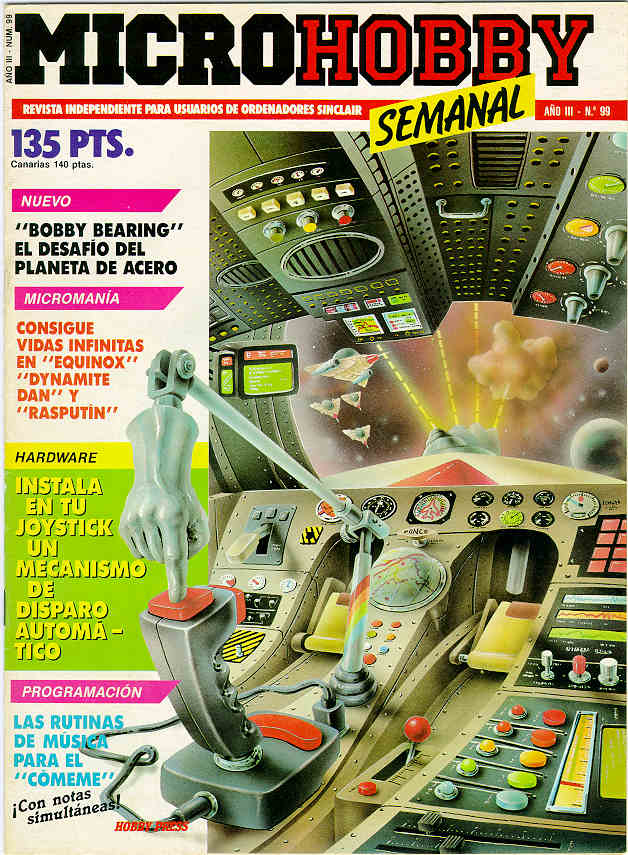 AÑO III - NUM. 99
MICROHOBBY
SEMANAL
REVISTA INDEPENDIENTE PARA USUARIOS DE ORDENADORES SINCLAIR
AÑO III - N.° 99
135 PTS.
Canarias 140 ptas.
NUEVO
"BOBBY BEARING"
EL DESAFÍO DEL
PLANETA DE ACERO
MICROMANÍA
CONSIGUE
VIDAS INFINITAS
EN "EQUINOX"
"DYNAMITE
DAN" Y
"RASPUTÍN"
HARDWARE
INSTALA
EN TU
JOYSTICK
UN
MECANISMO
DE
DISPARO
AUTOMÁ-
TICO
PROGRAMACIÓN
LAS RUTINAS
DE MÚSICA
PARA EL
"CÓMEME"
¡Con notas
simultáneas!
HOBBY PRESS